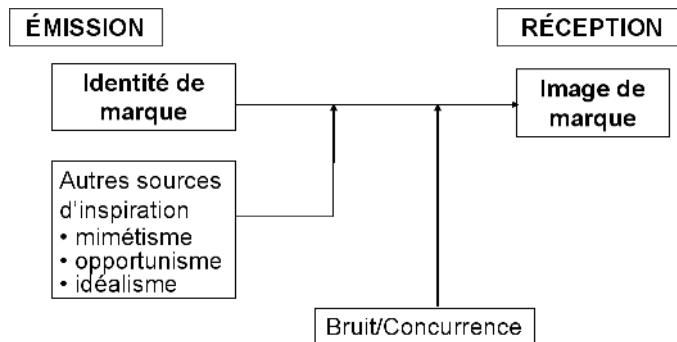 ÉMISSION
RÉCEPTION
Identité de
marque
Image de
marque
Autres sources
d'inspiration
• mimétisme
• opportunisme
• idéalisme
Bruit/Concurrence